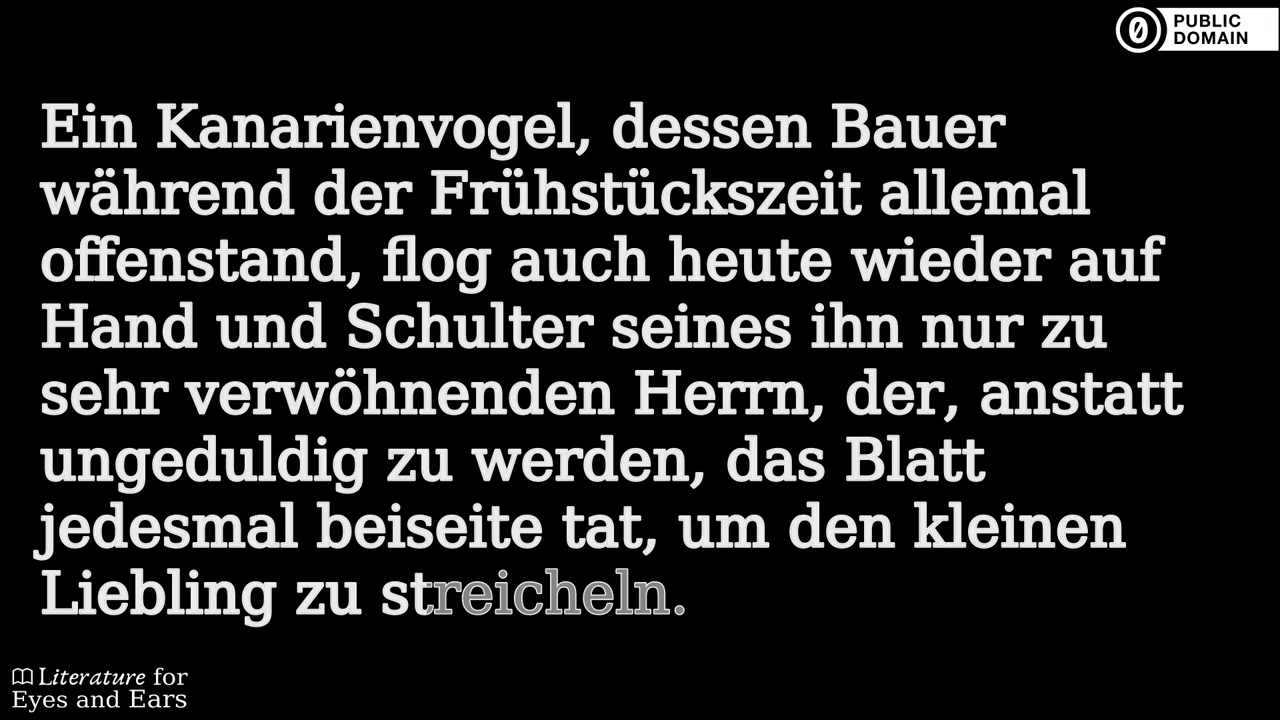 PUBLIC
DOMAIN
Ein Kanarienvogel, dessen Bauer
während der Frühstückszeit allemal
offenstand, flog auch heute wieder auf
Hand und Schulter seines ihn nur zu
sehr verwöhnenden Herrn, der, anstatt
ungeduldig zu werden, das Blatt
jedesmal beiseite tat, um den kleinen
Liebling zu streicheln.
Literature for
Eyes and Ears